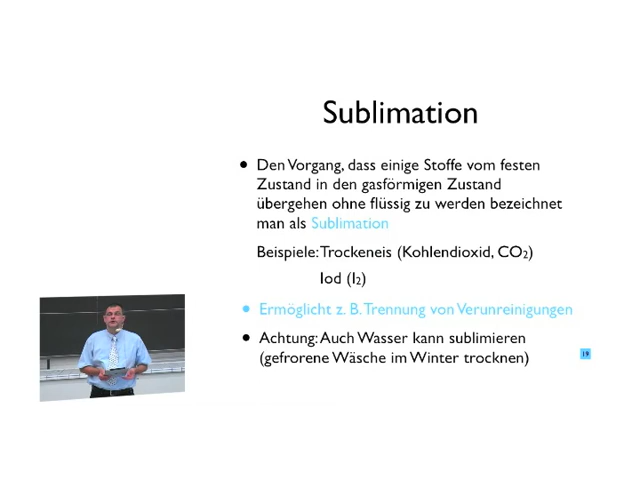 Sublimation
• Den Vorgang, dass einige Stoffe vom festen
Zustand in den gasförmigen Zustand
übergehen ohne flüssig zu werden bezeichnet
man als Sublimation
Beispiele: Trockeneis (Kohlendioxid, CO₂)
Iod (I₂)
• Ermöglicht z. B. Trennung von Verunreinigungen
• Achtung: Auch Wasser kann sublimieren
(gefrorene Wäsche im Winter trocknen)
19